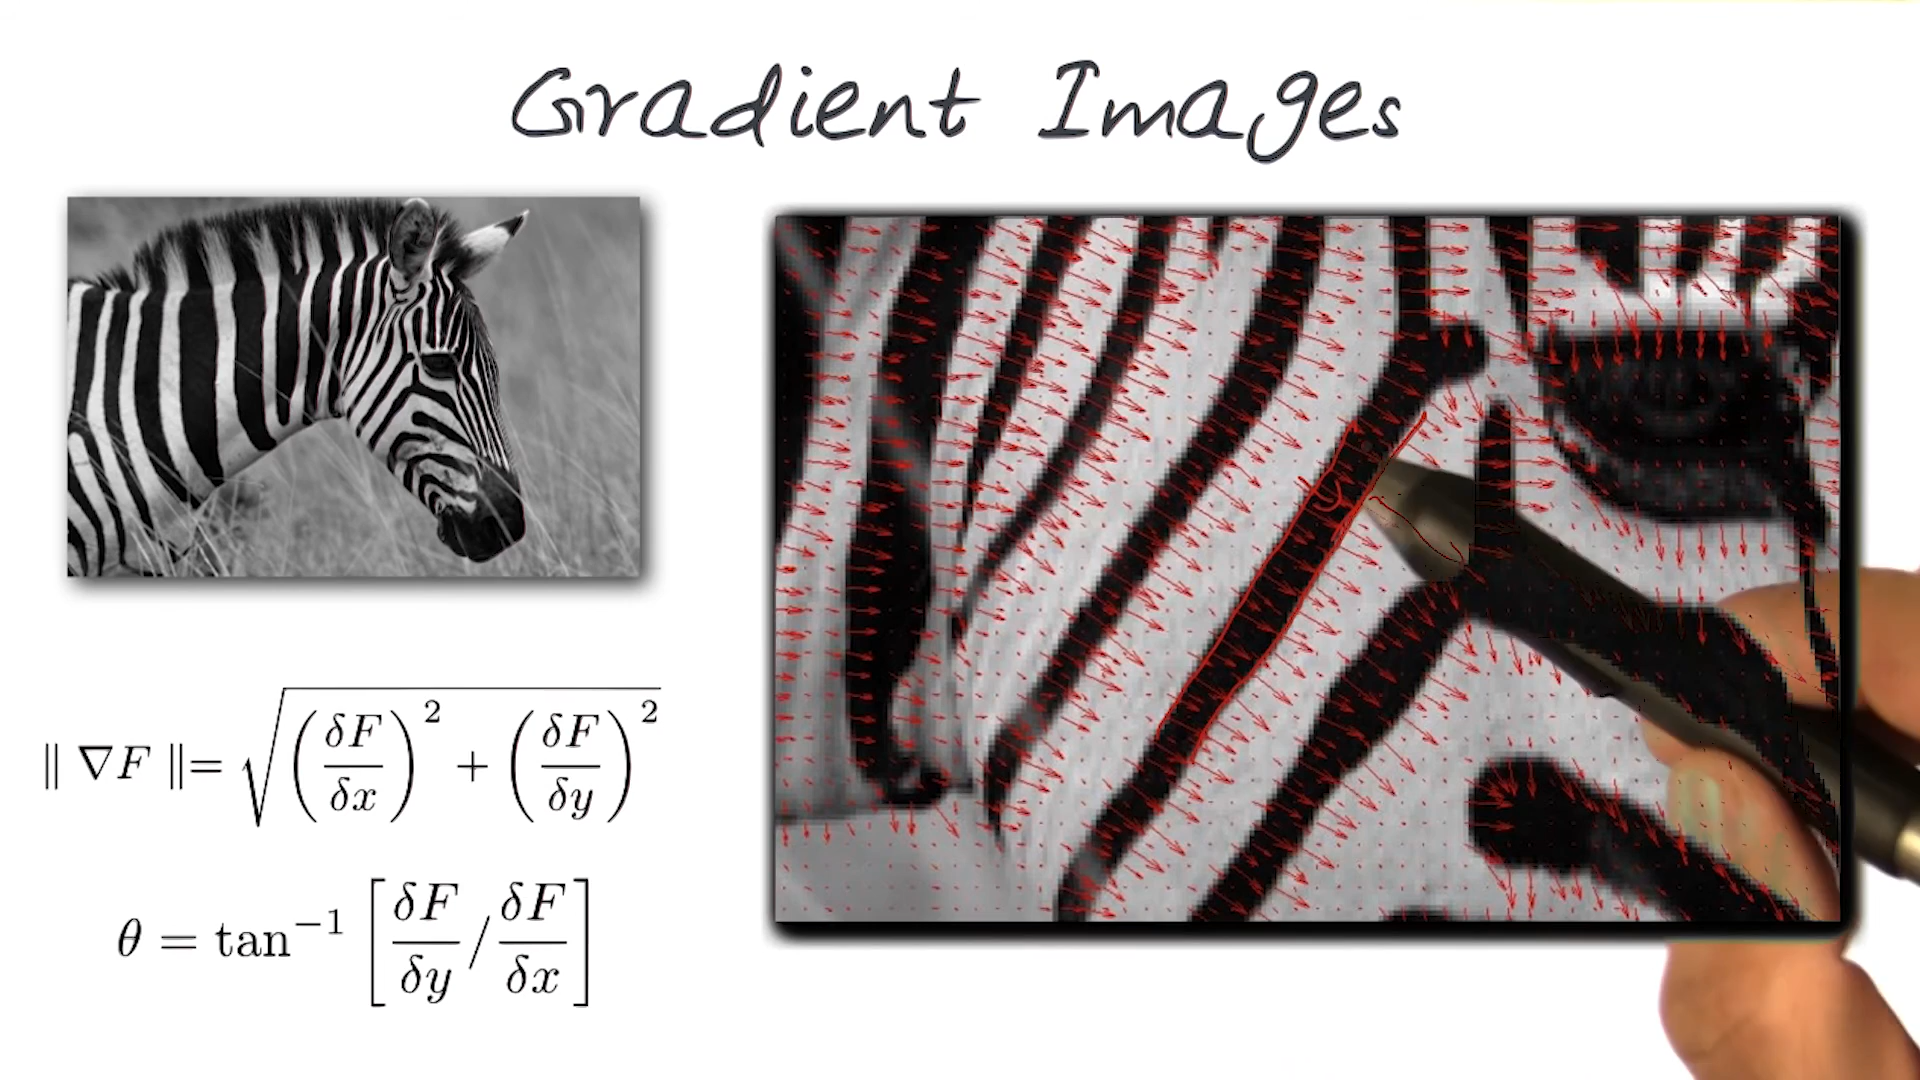 Gradient Images
‖ ∇F ‖= √((δF/δx)² + (δF/δy)²)
θ = tan⁻¹ [δF/δy / δF/δx]